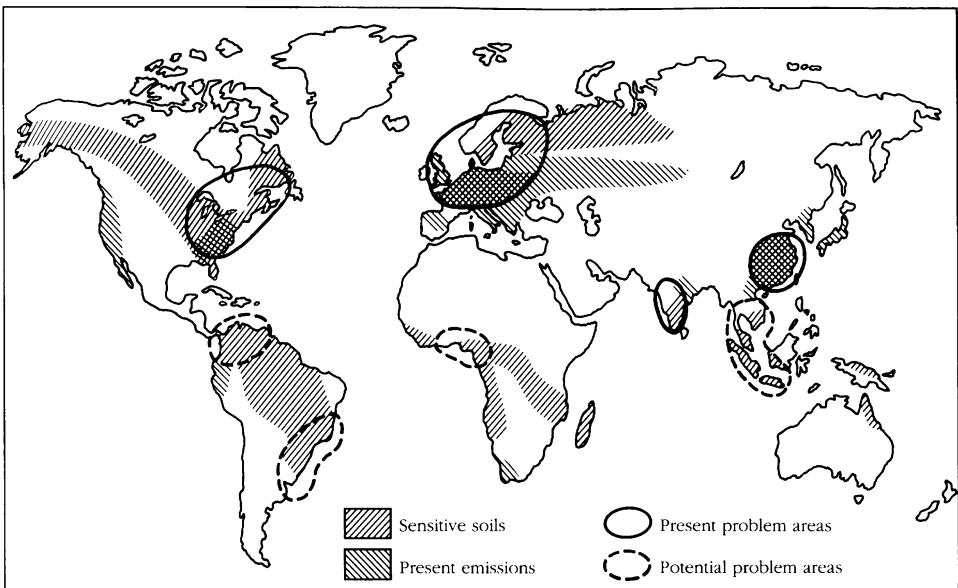 Sensitive soils
Present emissions
Present problem areas
Potential problem areas